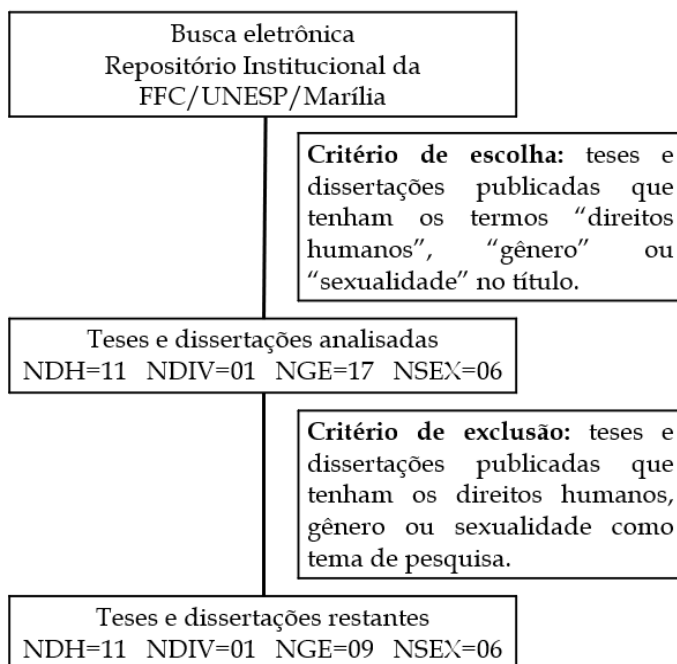 Busca eletrônica
Repositório Institucional da
FFC/UNESP/Marília
Critério de escolha: teses e
dissertações publicadas que
tenham os termos “direitos
humanos”, “gênero” ou
“sexualidade” no título.
Teses e dissertações analisadas
NDH=11 NDIV=01 NGE=17 NSEX=06
Critério de exclusão: teses e
dissertações publicadas que
tenham os direitos humanos,
gênero ou sexualidade como
tema de pesquisa.
Teses e dissertações restantes
NDH=11 NDIV=01 NGE=09 NSEX=06